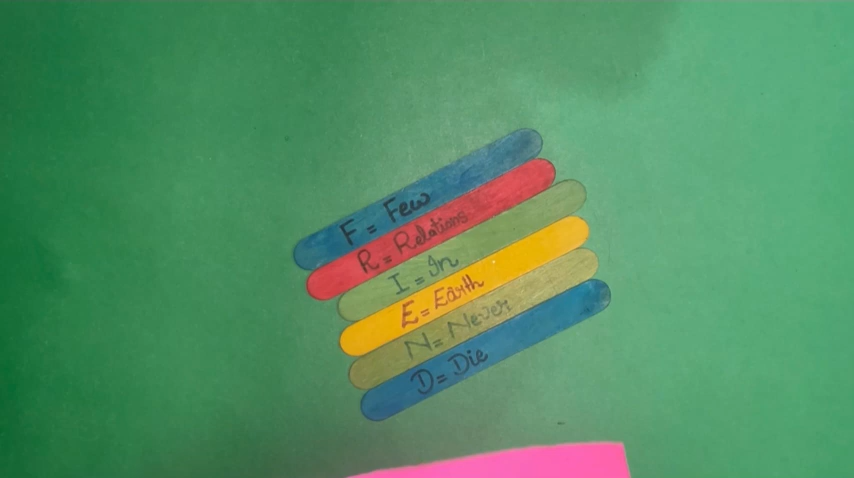 F = Few
R = Relations
I = In
E = Earth
N = Never
D = Die